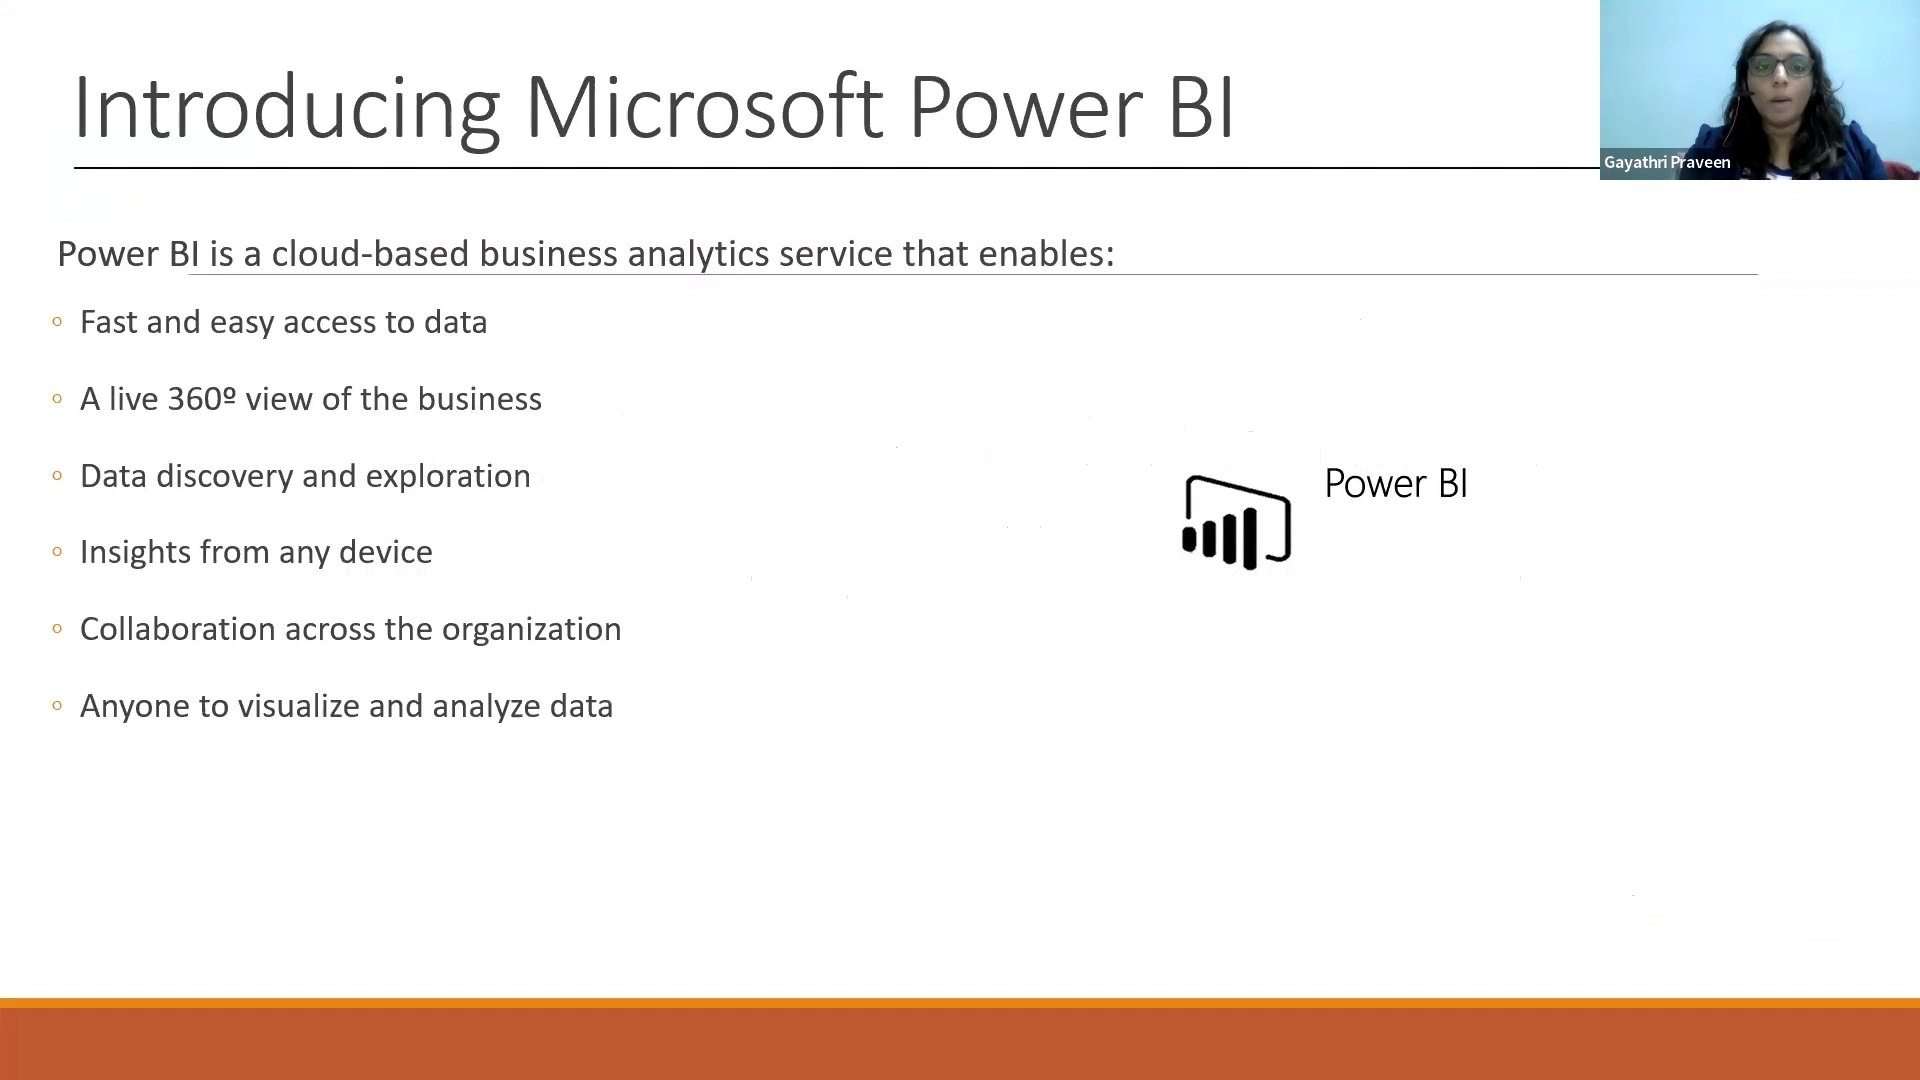 Introducing Microsoft Power BI
Gayathri Praveen
Power BI is a cloud-based business analytics service that enables:
◦ Fast and easy access to data
◦ A live 360º view of the business
◦ Data discovery and exploration
◦ Insights from any device
◦ Collaboration across the organization
◦ Anyone to visualize and analyze data
Power BI